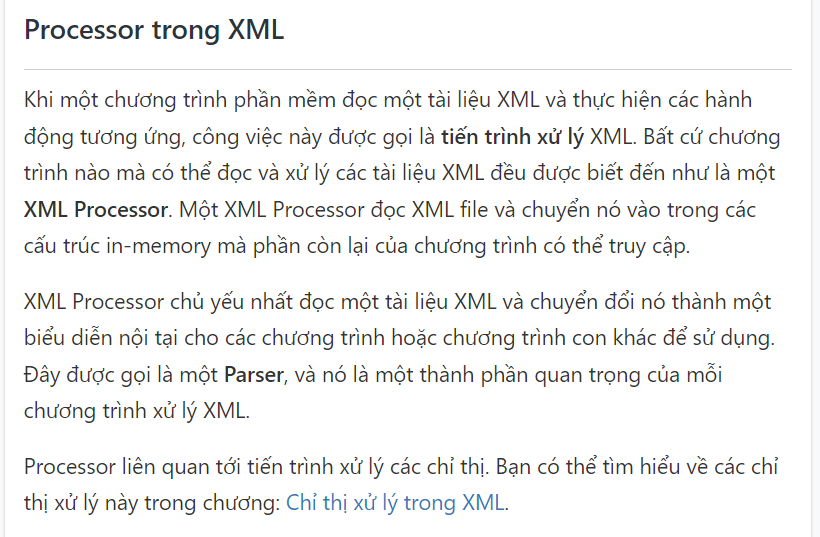 Processor trong XML
Khi một chương trình phần mềm đọc một tài liệu XML và thực hiện các hành
động tương ứng, công việc này được gọi là tiến trình xử lý XML. Bất cứ chương
trình nào mà có thể đọc và xử lý các tài liệu XML đều được biết đến như là một
XML Processor. Một XML Processor đọc XML file và chuyển nó vào trong các
cấu trúc in-memory mà phần còn lại của chương trình có thể truy cập.
XML Processor chủ yếu nhất đọc một tài liệu XML và chuyển đổi nó thành một
biểu diễn nội tại cho các chương trình hoặc chương trình con khác để sử dụng.
Đây được gọi là một Parser, và nó là một thành phần quan trọng của mỗi
chương trình xử lý XML.
Processor liên quan tới tiến trình xử lý các chỉ thị. Bạn có thể tìm hiểu về các chỉ
thị xử lý này trong chương: Chỉ thị xử lý trong XML.